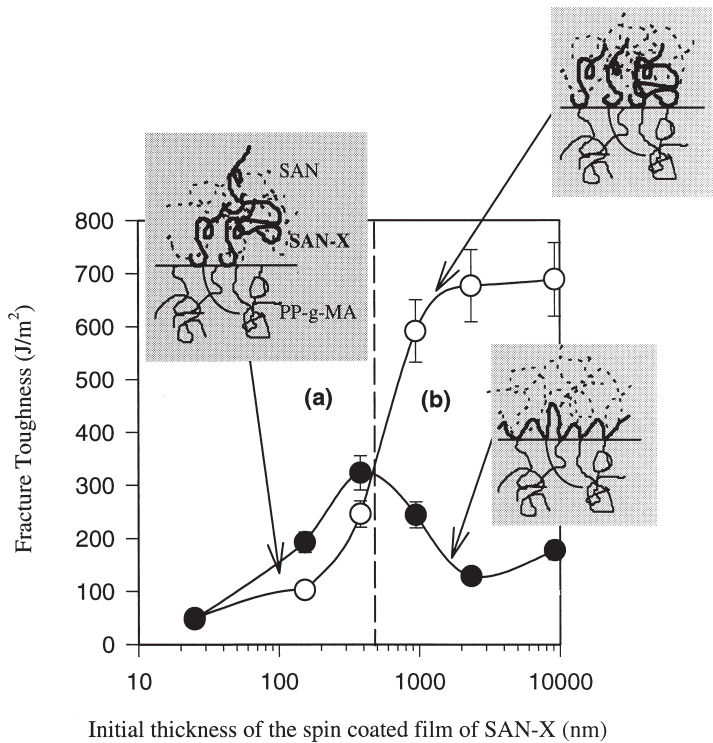 SAN
SAN-X
PP-g-MA
800
700
600
500
400
300
200
100
0
(a)
(b)
10
100
1000
10000
Fracture Toughness (J/m²)
Initial thickness of the spin coated film of SAN-X (nm)